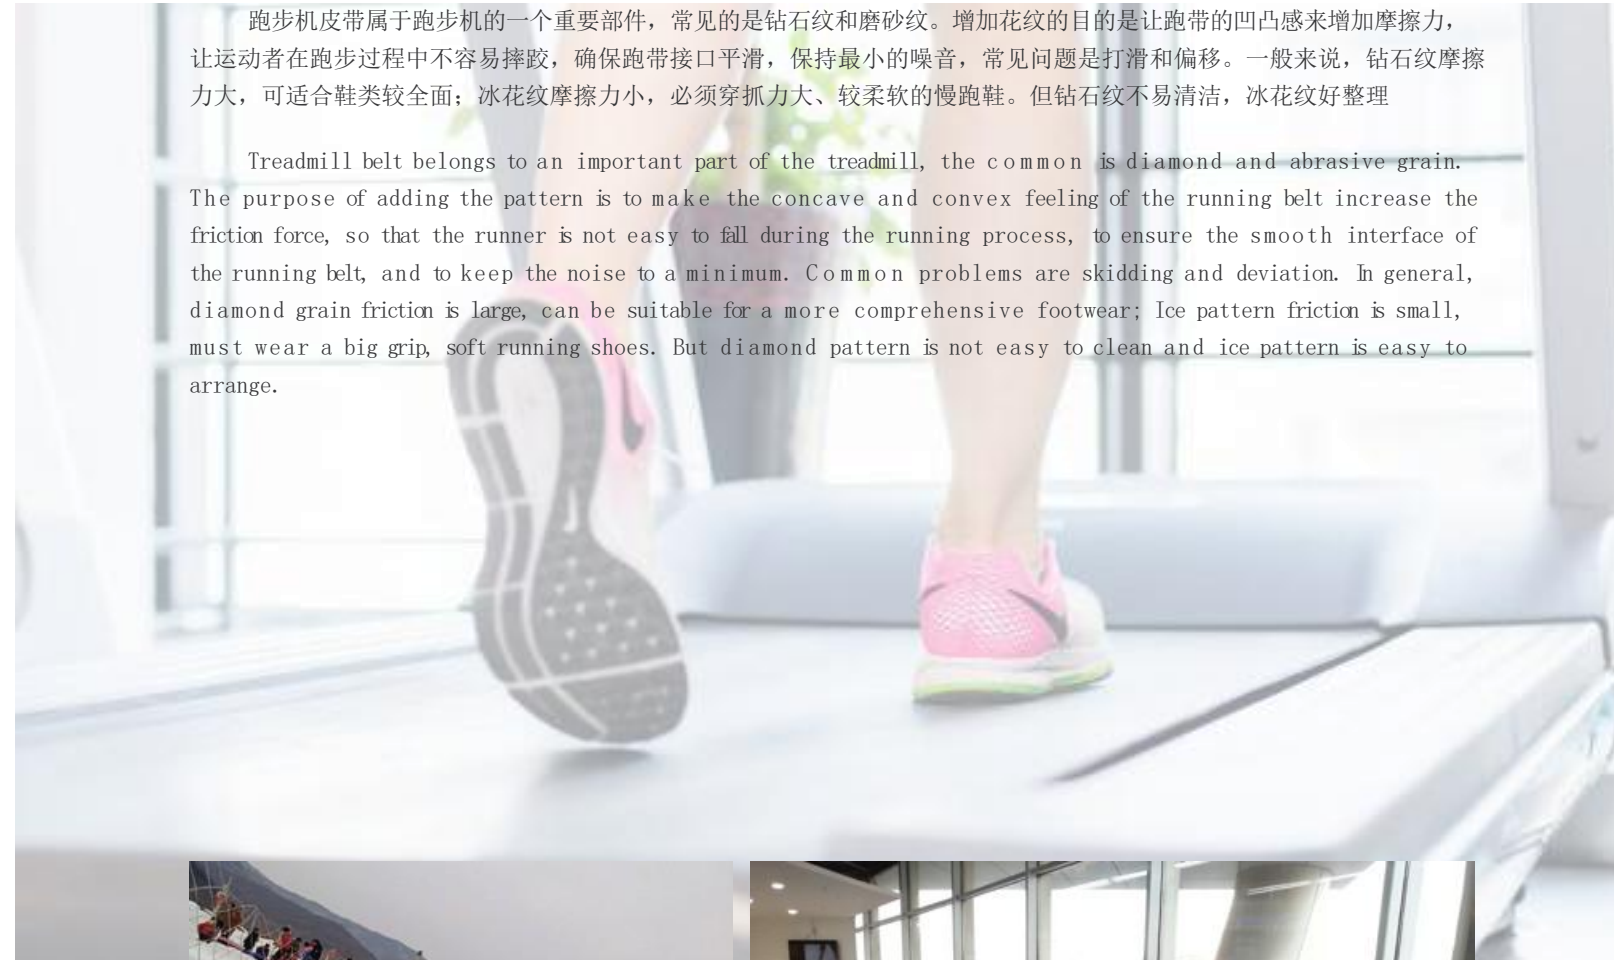 跑步机皮带属于跑步机的一个重要部件，常见的是钻石纹和磨砂纹。增加花纹的目的是让跑带的凹凸感来增加摩擦力，
让运动者在跑步过程中不容易摔跤，确保跑带接口平滑，保持最小的噪音，常见问题是打滑和偏移。一般来说，钻石纹摩擦
力大，可适合鞋类较全面；冰花纹摩擦力小，必须穿抓力大、较柔软的慢跑鞋。但钻石纹不易清洁，冰花纹好整理
Treadmill belt belongs to an important part of the treadmill, the common is diamond and abrasive grain.
The purpose of adding the pattern is to make the concave and convex feeling of the running belt increase the
friction force, so that the runner is not easy to fall during the running process, to ensure the smooth interface of
the running belt, and to keep the noise to a minimum. Common problems are skidding and deviation. In general,
diamond grain friction is large, can be suitable for a more comprehensive footwear; Ice pattern friction is small,
must wear a big grip, soft running shoes. But diamond pattern is not easy to clean and ice pattern is easy to
arrange.